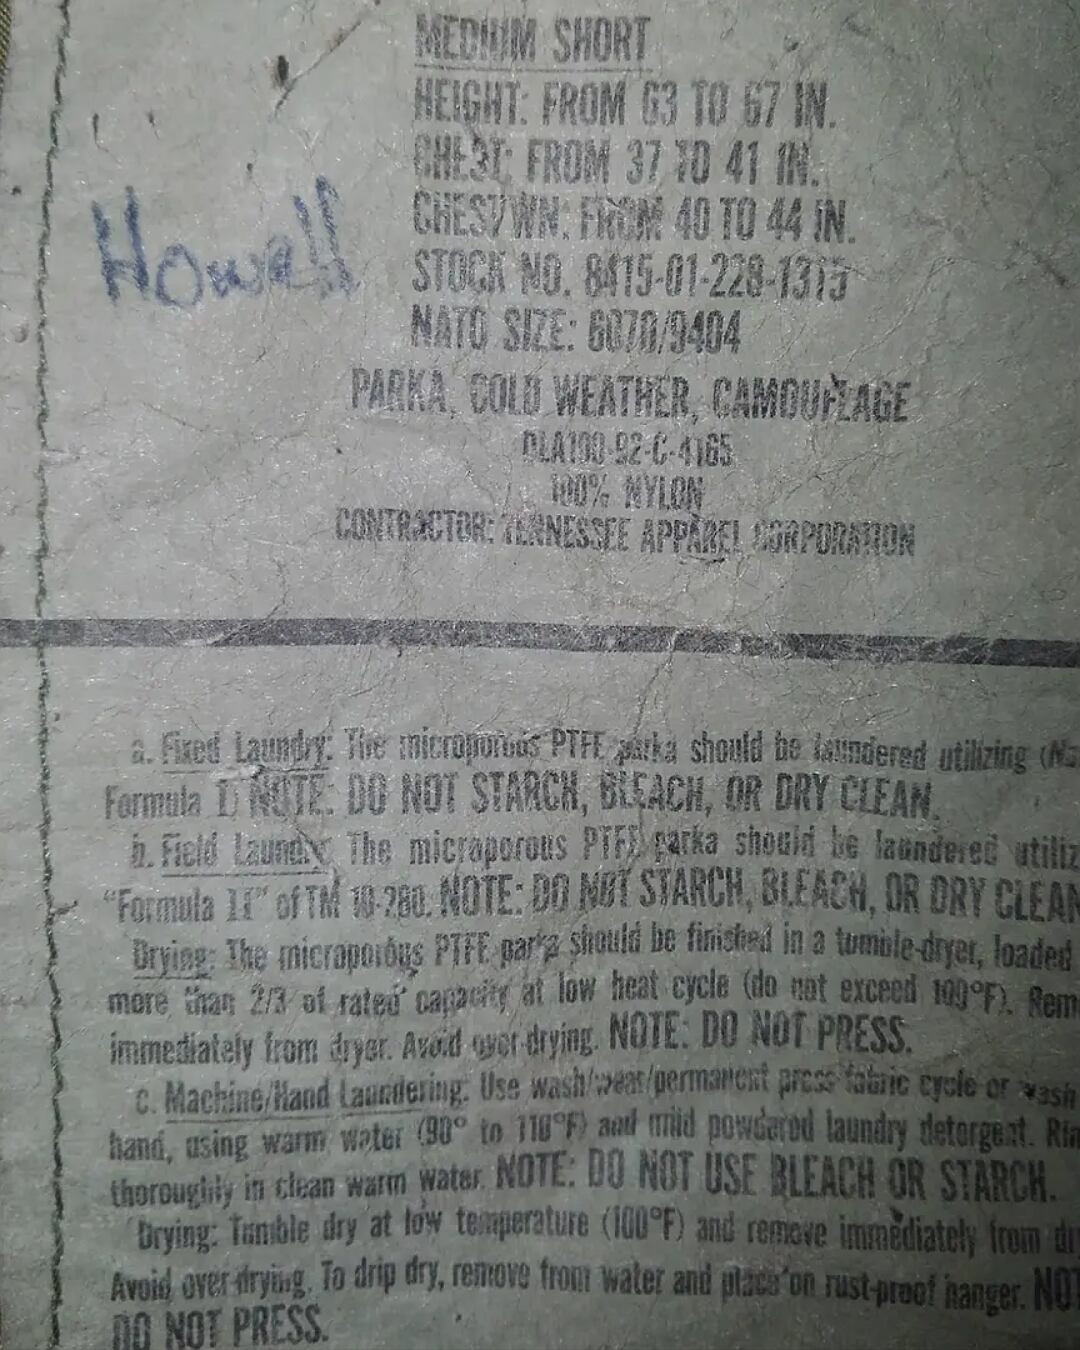 MEDIUM SHORT
HEIGHT: FROM 63 TO 67 IN.
CHEST: FROM 37 TO 41 IN.
CHEST/WN: FROM 40 TO 44 IN.
Howell
STOCK NO. 8415-01-228-1313
NATO SIZE: 6070/9404
PARKA, COLD WEATHER, CAMOUFLAGE
DLA100-92-C-4165
100% NYLON
CONTRACTOR: TENNESSEE APPAREL CORPORATION
a. Fixed Laundry: The microporous PTFE parka should be laundered utilizing
Formula I) NOTE: DO NOT STARCH, BLEACH, OR DRY CLEAN.
b. Field Laundry: The microporous PTFE parka should be laundered utiliz
"Formula II" of TM 10-280. NOTE: DO NOT STARCH, BLEACH, OR DRY CLEAN
Drying: The microporous PTFE parka should be finished in a tumble-dryer, loaded
more than 2/3 of rated capacity at low heat cycle (do not exceed 100°F). Rem
immediately from dryer. Avoid over-drying. NOTE: DO NOT PRESS.
c. Machine/Hand Laundering: Use wash/wear/permanent press fabric cycle or wash
hand, using warm water (90° to 110°F) and mild powdered laundry detergent. Rin
thoroughly in clean warm water. NOTE: DO NOT USE BLEACH OR STARCH.
Drying: Tumble dry at low temperature (100°F) and remove immediately from dr
Avoid over-drying. To drip dry, remove from water and place on rust-proof hanger. NOT
DO NOT PRESS.